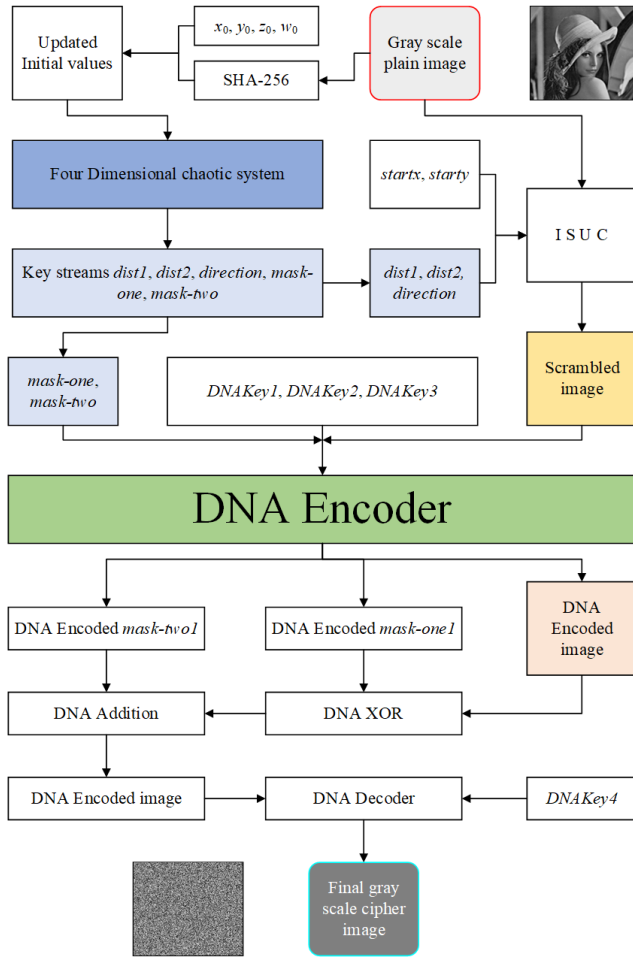 Updated
Initial values
x₀, y₀, z₀, w₀
SHA-256
Gray scale
plain image
Four Dimensional chaotic system
startx, starty
I S U C
Key streams dist1, dist2, direction, mask-
one, mask-two
dist1, dist2,
direction
mask-one,
mask-two
DNAKey1, DNAKey2, DNAKey3
Scrambled
image
DNA Encoder
DNA Encoded mask-two1
DNA Encoded mask-one1
DNA
Encoded
image
DNA Addition
DNA XOR
DNA Encoded image
DNA Decoder
DNAKey4
Final gray
scale cipher
image